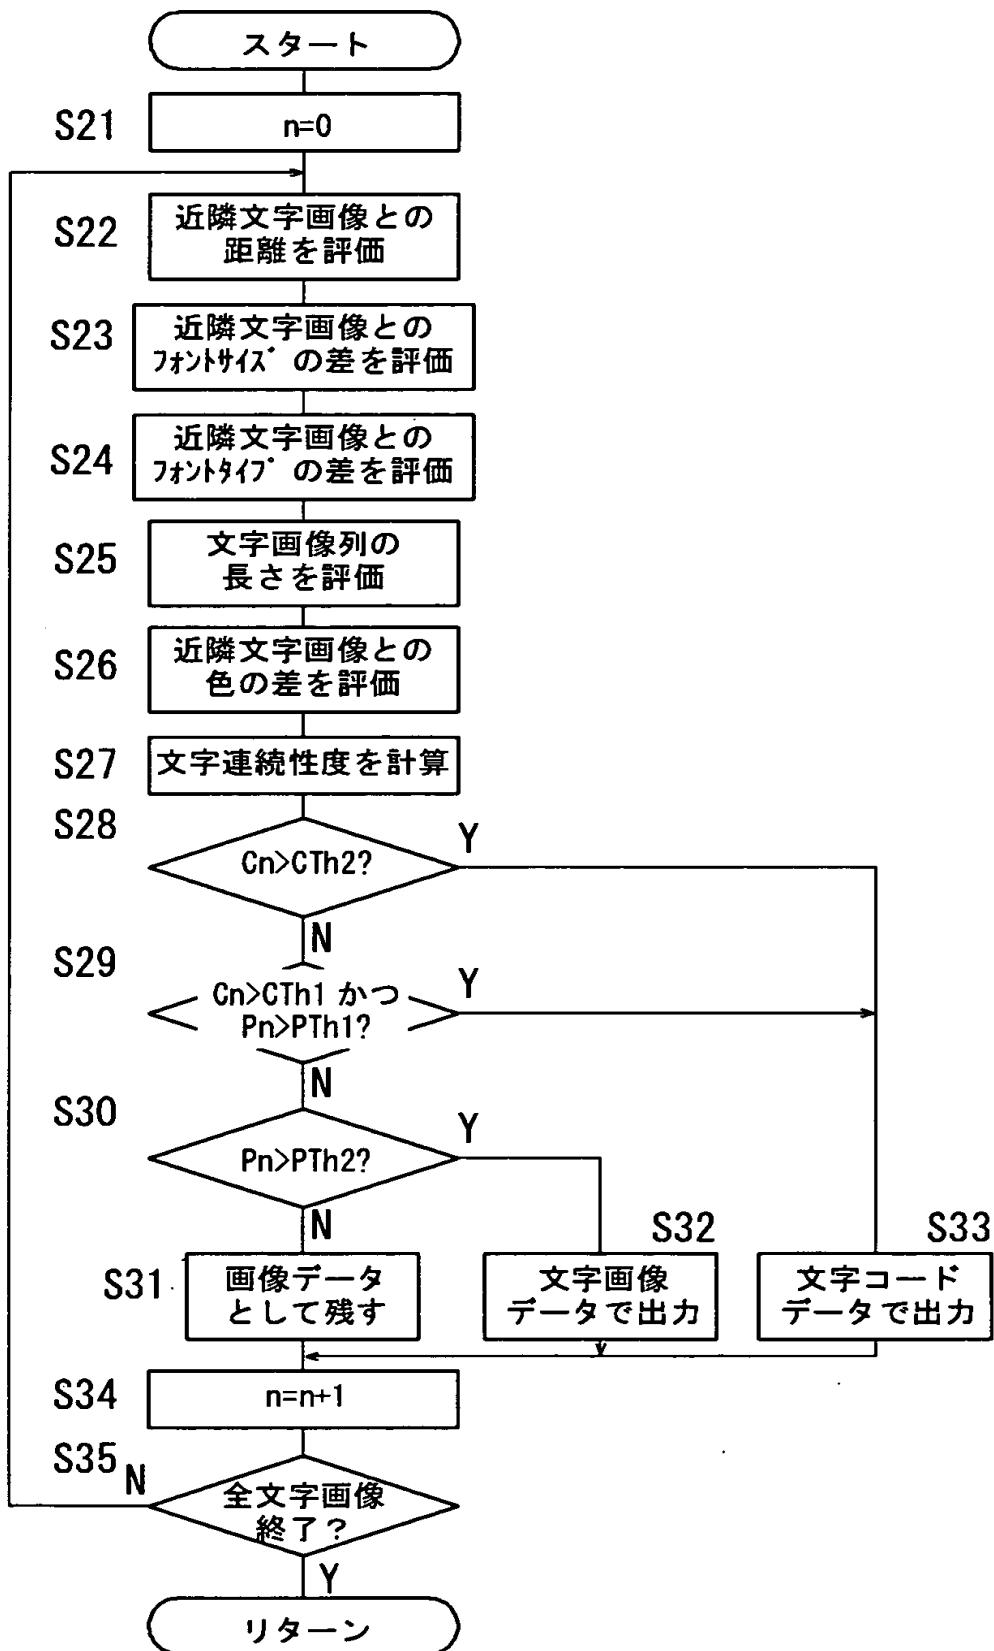 スタート
S21
n=0
S22
近隣文字画像との
距離を評価
S23
近隣文字画像との
ﾌｫﾝﾄｻｲｽﾞ の差を評価
S24
近隣文字画像との
ﾌｫﾝﾄﾀｲﾌﾟ の差を評価
S25
文字画像列の
長さを評価
S26
近隣文字画像との
色の差を評価
S27
文字連続性度を計算
S28
Cn>CTh2?
Y
N
S29
Cn>CTh1 かつ
Pn>PTh1?
Y
N
S30
Pn>PTh2?
Y
N
S31
画像データ
として残す
S32
文字画像
データで出力
S33
文字コード
データで出力
S34
n=n+1
S35
N
全文字画像
終了？
Y
リターン